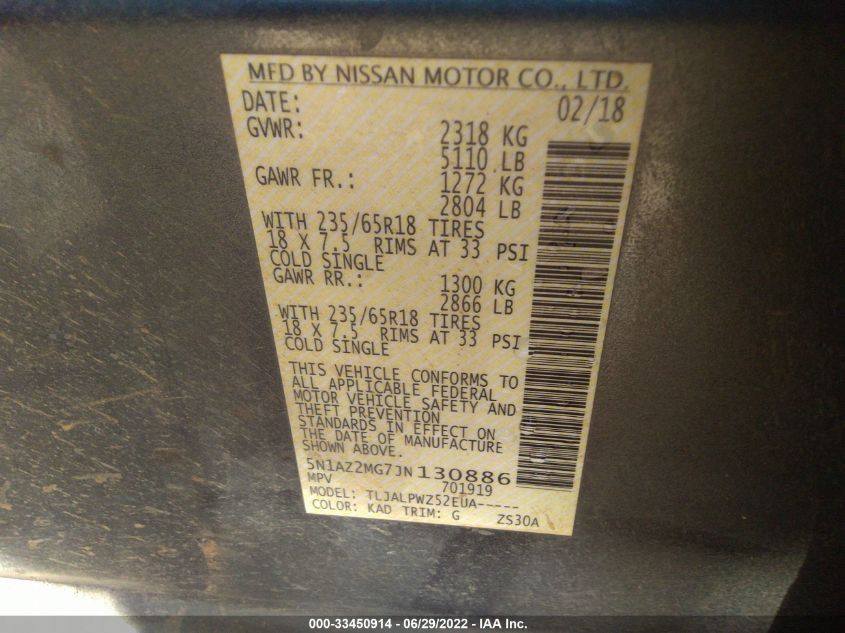 MFD BY NISSAN MOTOR CO., LTD.
DATE: 02/18
GVWR: 2318 KG
5110 LB
GAWR FR.: 1272 KG
2804 LB
WITH 235/65R18 TIRES
18 X 7.5 RIMS AT 33 PSI
COLD SINGLE
GAWR RR.: 1300 KG
2866 LB
WITH 235/65R18 TIRES
18 X 7.5 RIMS AT 33 PSI
COLD SINGLE
THIS VEHICLE CONFORMS TO
ALL APPLICABLE FEDERAL
MOTOR VEHICLE SAFETY AND
THEFT PREVENTION
STANDARDS IN EFFECT ON
THE DATE OF MANUFACTURE
SHOWN ABOVE.
5N1AZ2MG7JN130886
MPV 701919
MODEL: TLJALPWZ52EUA-----
COLOR: KAD TRIM: G ZS30A
000-33450914 - 06/29/2022 - IAA Inc.